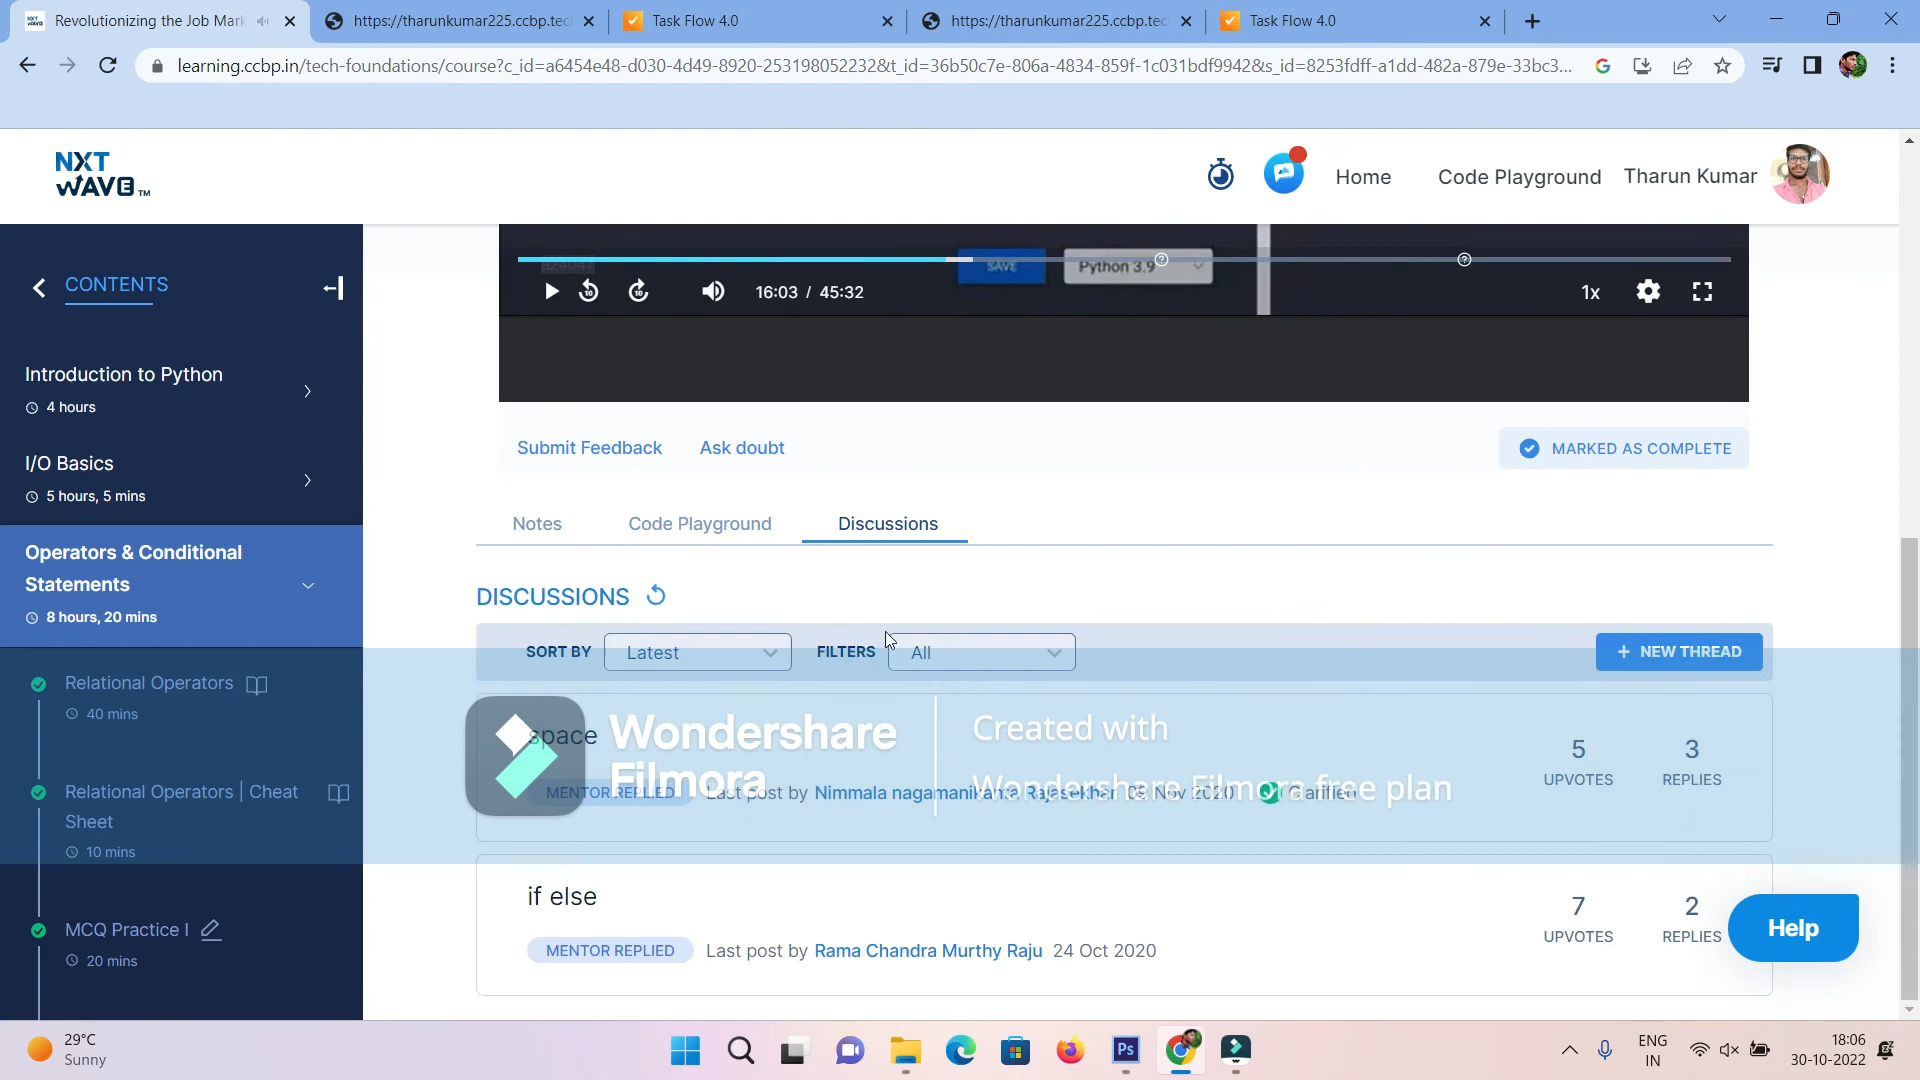 Revolutionizing the Job Mark
https://tharunkumar225.ccbp.tec
Task Flow 4.0
https://tharunkumar225.ccbp.tec
Task Flow 4.0
learning.ccbp.in/tech-foundations/course?c_id=a6454e48-d030-4d49-8920-253198052232&t_id=36b50c7e-806a-4834-859f-1c031bdf9942&s_id=8253fdff-a1dd-482a-879e-33bc3...
NXT
WAVE TM
Home
Code Playground
Tharun Kumar
CONTENTS
Introduction to Python
4 hours
I/O Basics
5 hours, 5 mins
Operators & Conditional
Statements
8 hours, 20 mins
Relational Operators
40 mins
Relational Operators | Cheat
Sheet
10 mins
MCQ Practice I
20 mins
SAVE
Python 3.9
16:03 / 45:32
1x
Submit Feedback
Ask doubt
MARKED AS COMPLETE
Notes
Code Playground
Discussions
DISCUSSIONS
SORT BY
Latest
FILTERS
All
+ NEW THREAD
space
MENTOR REPLIED
Last post by Nimmala nagamanikanta Rajasekhar 09 Nov 2020
Clarified
5
UPVOTES
3
REPLIES
Wondershare
Filmora
Created with
Wondershare Filmora free plan
if else
MENTOR REPLIED
Last post by Rama Chandra Murthy Raju 24 Oct 2020
7
UPVOTES
2
REPLIES
Help
29°C
Sunny
Ps
ENG
IN
18:06
30-10-2022